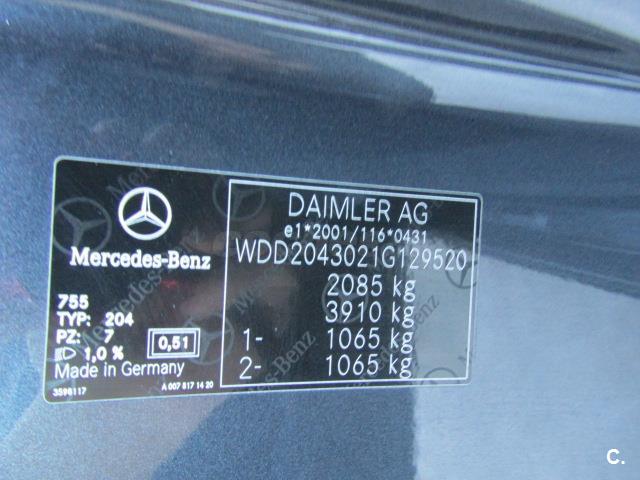 Mercedes-Benz
755
TYP: 204
PZ: 7
1,0 %
0,51
Made in Germany
3598117
A 007 817 14 20
DAIMLER AG
e1*2001/116*0431
WDD2043021G129520
2085 kg
3910 kg
1- 1065 kg
2- 1065 kg
C.